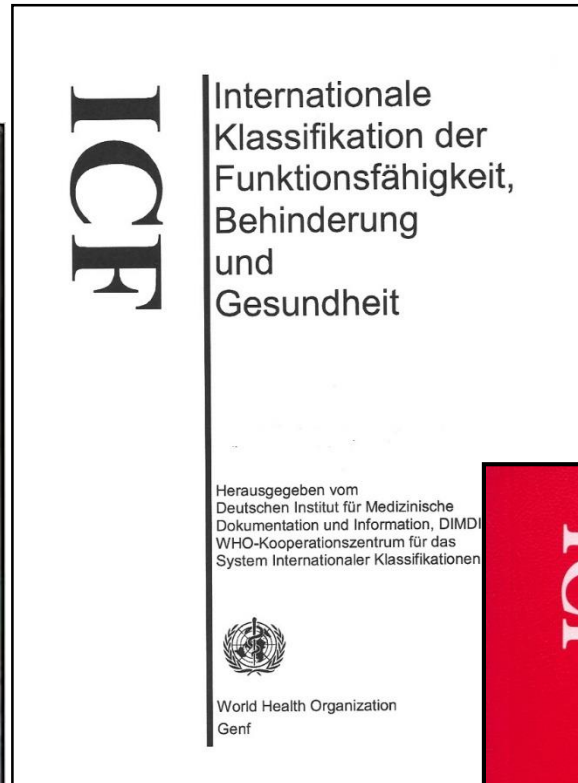 ICF
Internationale
Klassifikation der
Funktionsfähigkeit,
Behinderung
und
Gesundheit
Herausgegeben vom
Deutschen Institut für Medizinische
Dokumentation und Information, DIMDI
WHO-Kooperationszentrum für das
System Internationaler Klassifikationen
World Health Organization
Genf